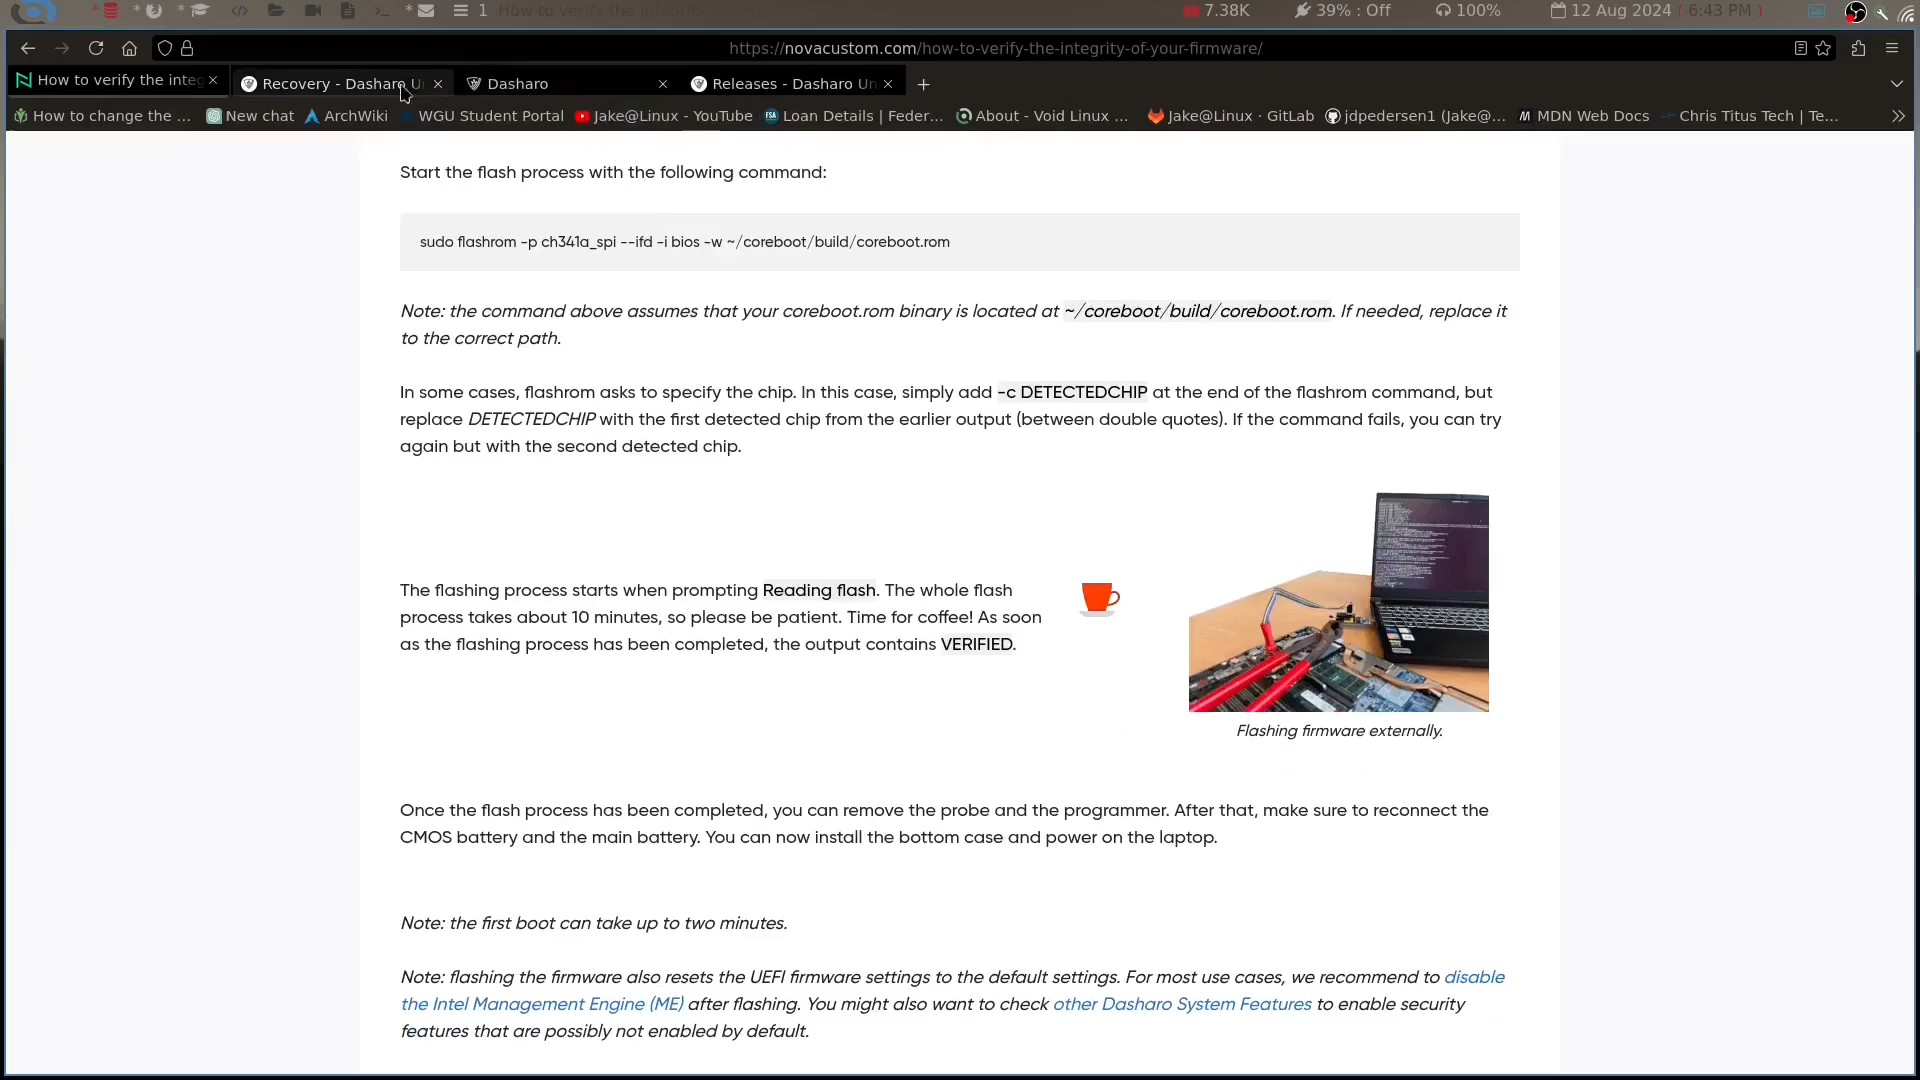 1 How to verify the integ
7.38K 39% : Off 100% 12 Aug 2024 ( 6:43 PM )
https://novacustom.com/how-to-verify-the-integrity-of-your-firmware/
How to verify the integ
Recovery - Dasharo Un
Dasharo
Releases - Dasharo Un
How to change the ... New chat ArchWiki WGU Student Portal Jake@Linux - YouTube Loan Details | Feder... About - Void Linux ... Jake@Linux · GitLab jdpedersen1 (Jake@... MDN Web Docs Chris Titus Tech | Te...
Start the flash process with the following command:
sudo flashrom -p ch341a_spi --ifd -i bios -w ~/coreboot/build/coreboot.rom
Note: the command above assumes that your coreboot.rom binary is located at ~/coreboot/build/coreboot.rom. If needed, replace it
to the correct path.
In some cases, flashrom asks to specify the chip. In this case, simply add -c DETECTEDCHIP at the end of the flashrom command, but
replace DETECTEDCHIP with the first detected chip from the earlier output (between double quotes). If the command fails, you can try
again but with the second detected chip.
The flashing process starts when prompting Reading flash. The whole flash
process takes about 10 minutes, so please be patient. Time for coffee! As soon
as the flashing process has been completed, the output contains VERIFIED.
Flashing firmware externally.
Once the flash process has been completed, you can remove the probe and the programmer. After that, make sure to reconnect the
CMOS battery and the main battery. You can now install the bottom case and power on the laptop.
Note: the first boot can take up to two minutes.
Note: flashing the firmware also resets the UEFI firmware settings to the default settings. For most use cases, we recommend to disable
the Intel Management Engine (ME) after flashing. You might also want to check other Dasharo System Features to enable security
features that are possibly not enabled by default.